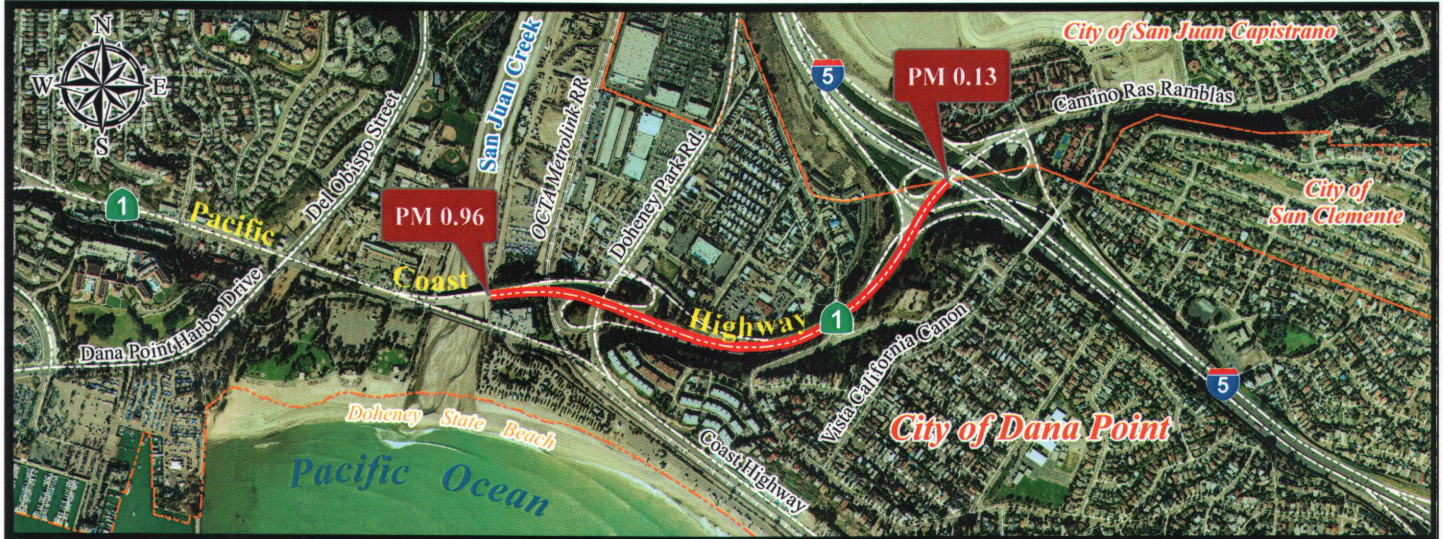 N
W
E
S
City of San Juan Capistrano
San Juan Creek
OCTA Metrolink RR
5
PM 0.13
Camino Ras Ramblas
Del Obispo Street
Doheney Park Rd.
City of
San Clemente
1
Pacific
PM 0.96
Coast
Highway
1
Dana Point Harbor Drive
Vista California Canon
5
City of Dana Point
Doheney State Beach
Coast Highway
Pacific Ocean